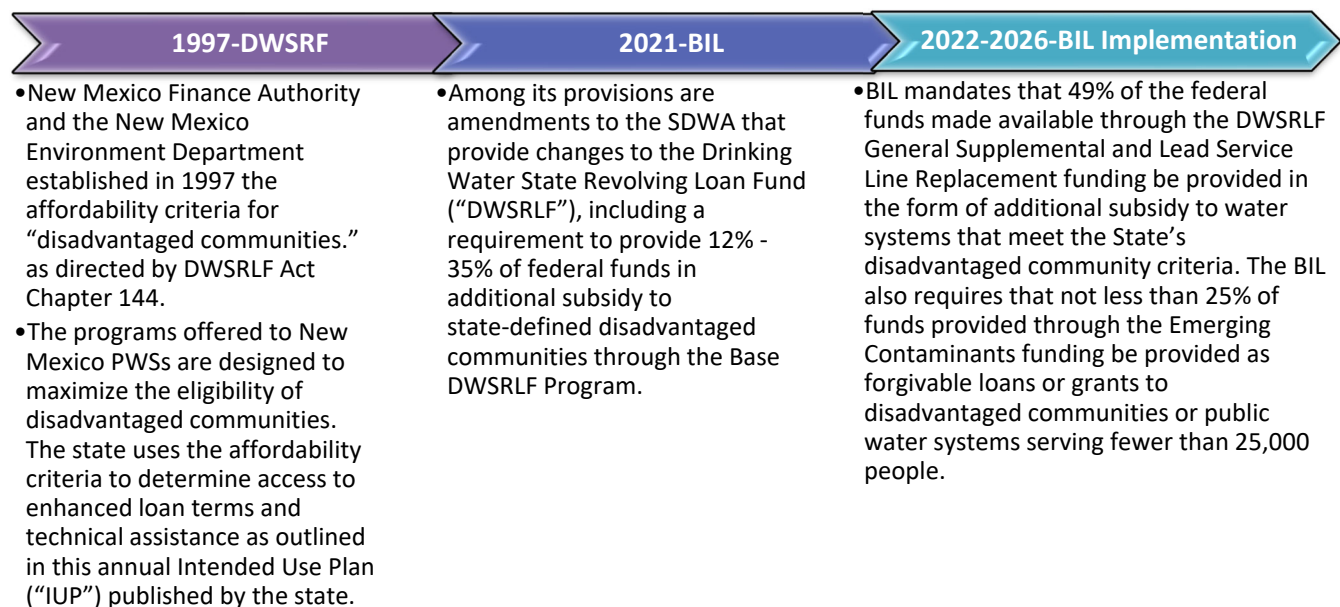 1997-DWSRF
•New Mexico Finance Authority
and the New Mexico
Environment Department
established in 1997 the
affordability criteria for
“disadvantaged communities.”
as directed by DWSRLF Act
Chapter 144.
•The programs offered to New
Mexico PWSs are designed to
maximize the eligibility of
disadvantaged communities.
The state uses the affordability
criteria to determine access to
enhanced loan terms and
technical assistance as outlined
in this annual Intended Use Plan
(“IUP”) published by the state.
2021-BIL
•Among its provisions are
amendments to the SDWA that
provide changes to the Drinking
Water State Revolving Loan Fund
(“DWSRLF”), including a
requirement to provide 12% -
35% of federal funds in
additional subsidy to
state-defined disadvantaged
communities through the Base
DWSRLF Program.
2022-2026-BIL Implementation
•BIL mandates that 49% of the federal
funds made available through the DWSRLF
General Supplemental and Lead Service
Line Replacement funding be provided in
the form of additional subsidy to water
systems that meet the State’s
disadvantaged community criteria. The BIL
also requires that not less than 25% of
funds provided through the Emerging
Contaminants funding be provided as
forgivable loans or grants to
disadvantaged communities or public
water systems serving fewer than 25,000
people.